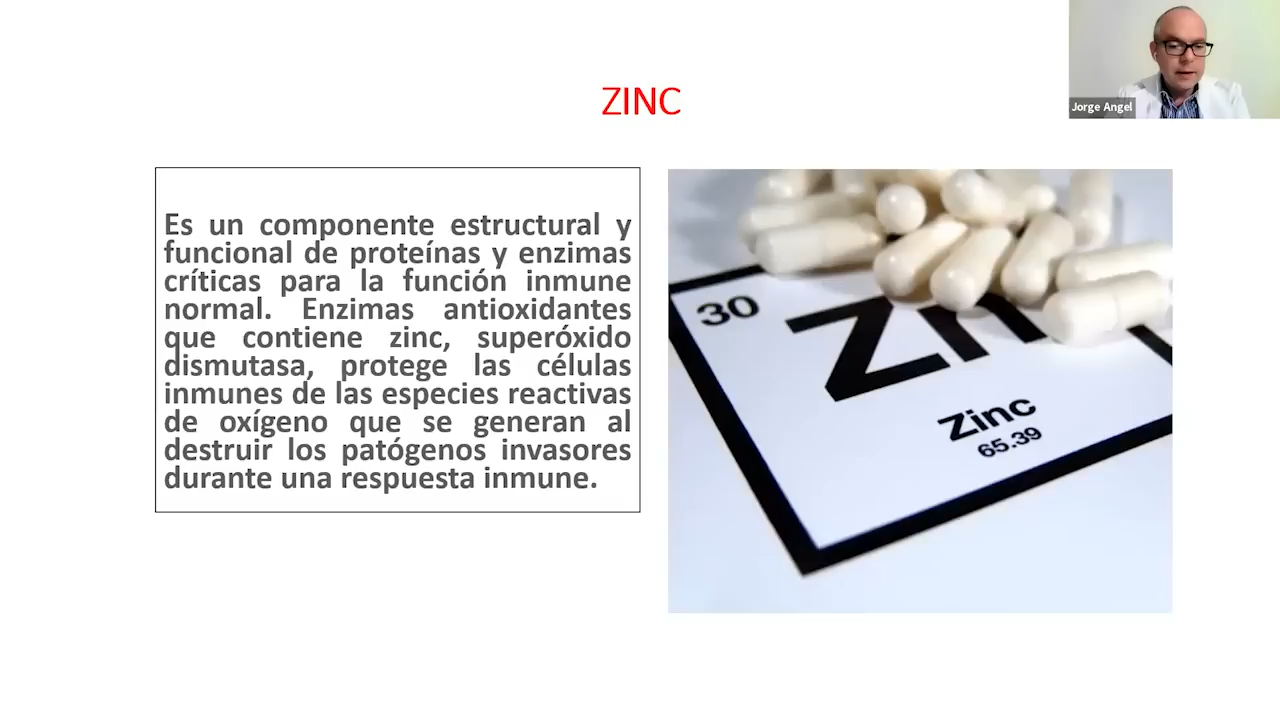 ZINC
Jorge Angel
Es un componente estructural y
funcional de proteínas y enzimas
críticas para la función inmune
normal. Enzimas antioxidantes
que contiene zinc, superóxido
dismutasa, protege las células
inmunes de las especies reactivas
de oxígeno que se generan al
destruir los patógenos invasores
durante una respuesta inmune.
30
Zn
Zinc
65.39